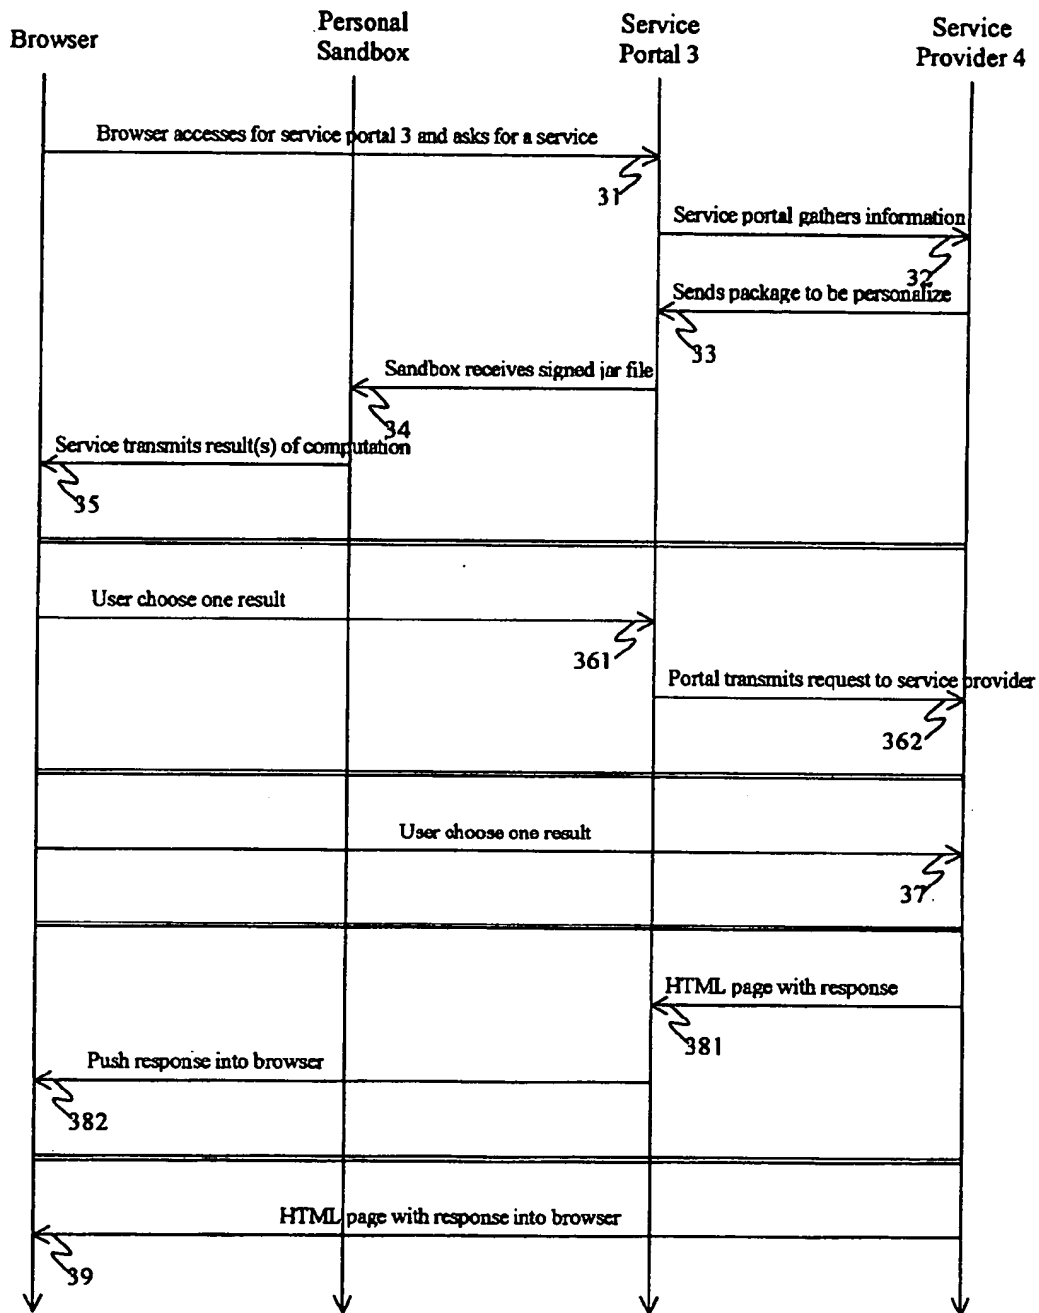 Browser
Personal
Sandbox
Service
Portal 3
Service
Provider 4
Browser accesses for service portal 3 and asks for a service
31
Service portal gathers information
32
Sends package to be personalize
33
Sandbox receives signed jar file
34
Service transmits result(s) of computation
35
User choose one result
361
Portal transmits request to service provider
362
User choose one result
37
HTML page with response
381
Push response into browser
382
HTML page with response into browser
39